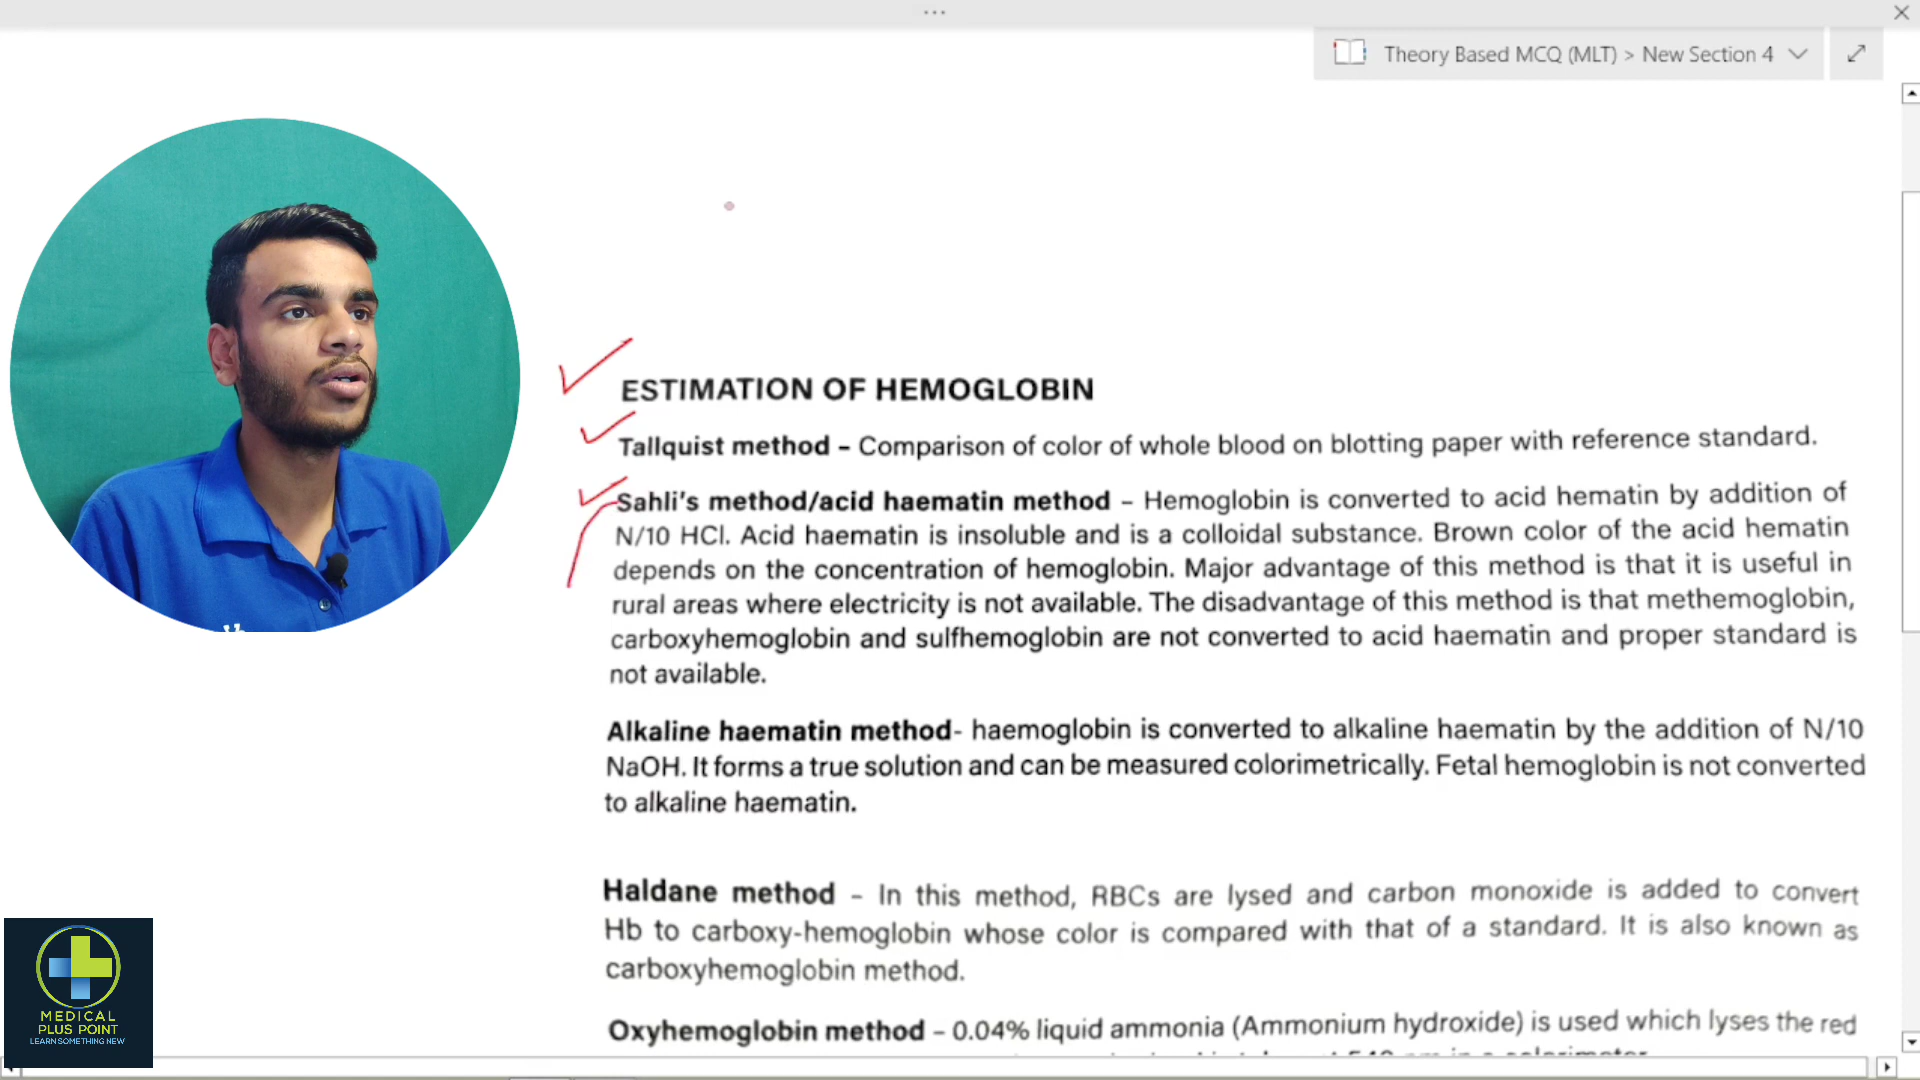 Theory Based MCQ (MLT) > New Section 4
ESTIMATION OF HEMOGLOBIN
Tallquist method – Comparison of color of whole blood on blotting paper with reference standard.
Sahli's method/acid haematin method – Hemoglobin is converted to acid hematin by addition of
N/10 HCl. Acid haematin is insoluble and is a colloidal substance. Brown color of the acid hematin
depends on the concentration of hemoglobin. Major advantage of this method is that it is useful in
rural areas where electricity is not available. The disadvantage of this method is that methemoglobin,
carboxyhemoglobin and sulfhemoglobin are not converted to acid haematin and proper standard is
not available.
Alkaline haematin method- haemoglobin is converted to alkaline haematin by the addition of N/10
NaOH. It forms a true solution and can be measured colorimetrically. Fetal hemoglobin is not converted
to alkaline haematin.
Haldane method – In this method, RBCs are lysed and carbon monoxide is added to convert
Hb to carboxy-hemoglobin whose color is compared with that of a standard. It is also known as
carboxyhemoglobin method.
Oxyhemoglobin method – 0.04% liquid ammonia (Ammonium hydroxide) is used which lyses the red
MEDICAL
PLUS POINT
LEARN SOMETHING NEW